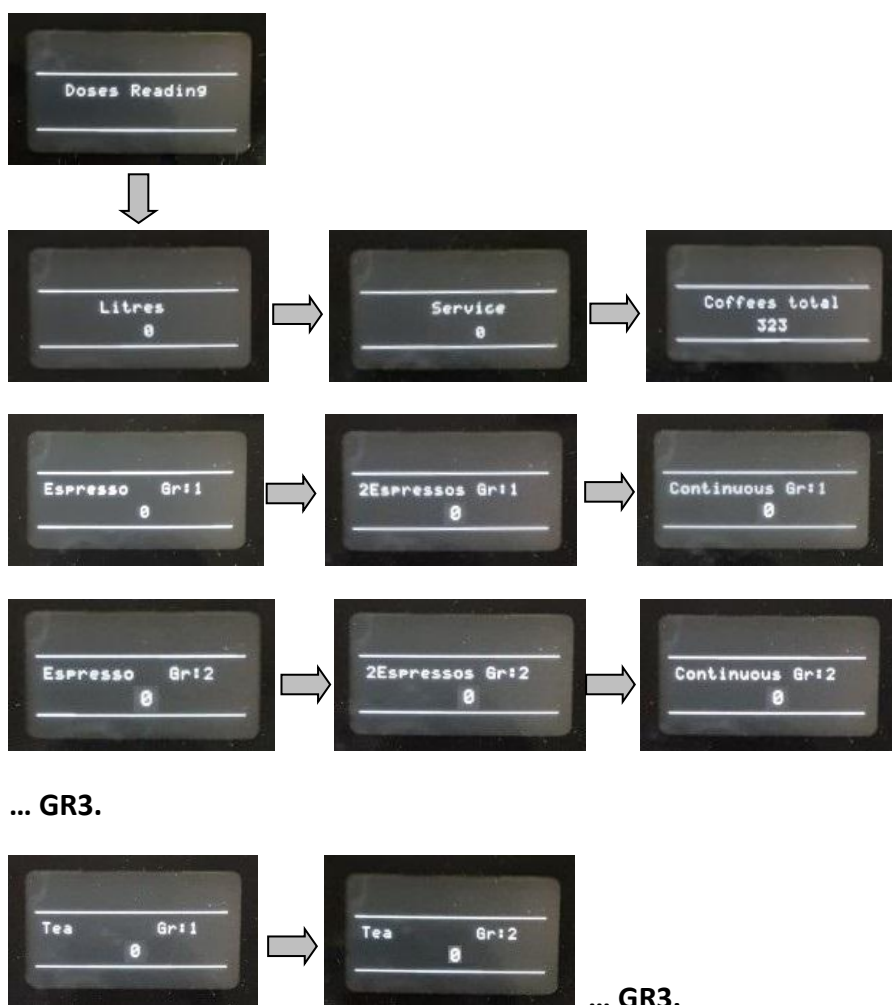 Doses Reading
Litres
0
Service
0
Coffees total
323
Espresso Gr:1
0
2Espressos Gr:1
0
Continuous Gr:1
0
Espresso Gr:2
0
2Espressos Gr:2
0
Continuous Gr:2
0
... GR3.
Tea Gr:1
0
Tea Gr:2
0
... GR3.